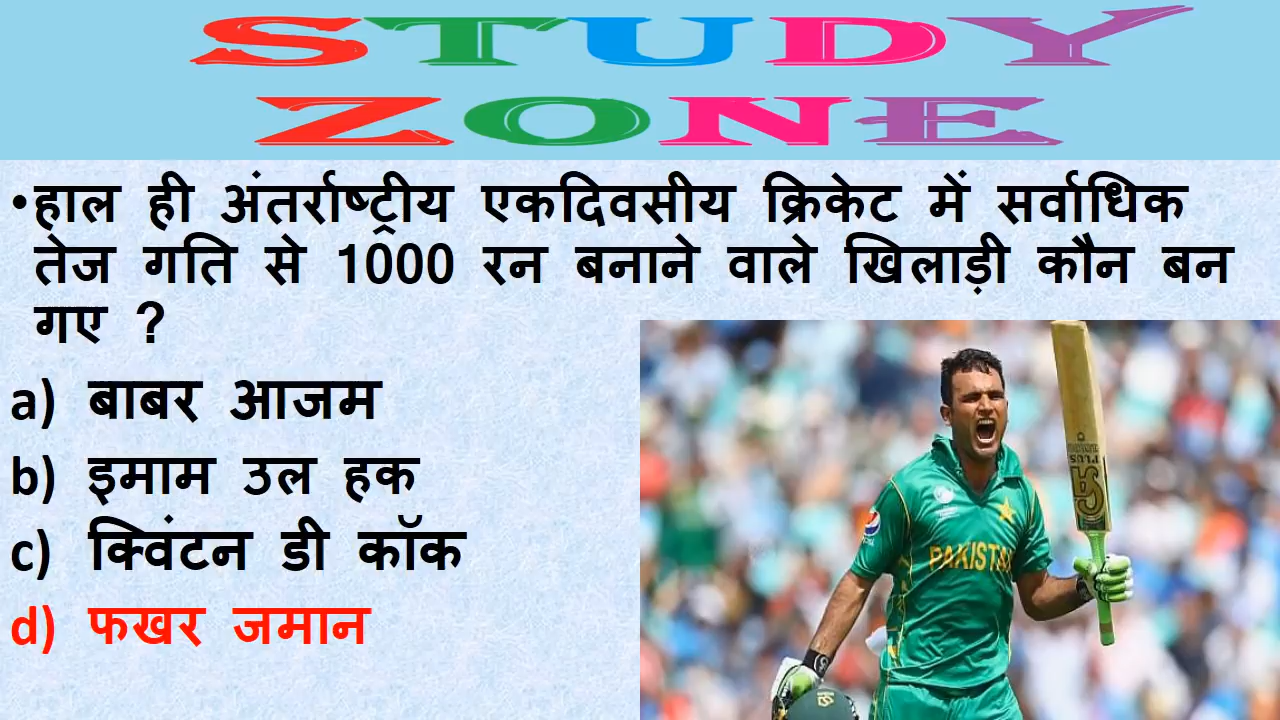 STUDY
ZONE
•हाल ही अंतर्राष्ट्रीय एकदिवसीय क्रिकेट में सर्वाधिक
तेज गति से 1000 रन बनाने वाले खिलाड़ी कौन बन
गए ?
a) बाबर आजम
b) इमाम उल हक
c) क्विंटन डी कॉक
d) फखर जमान
PAKISTAN